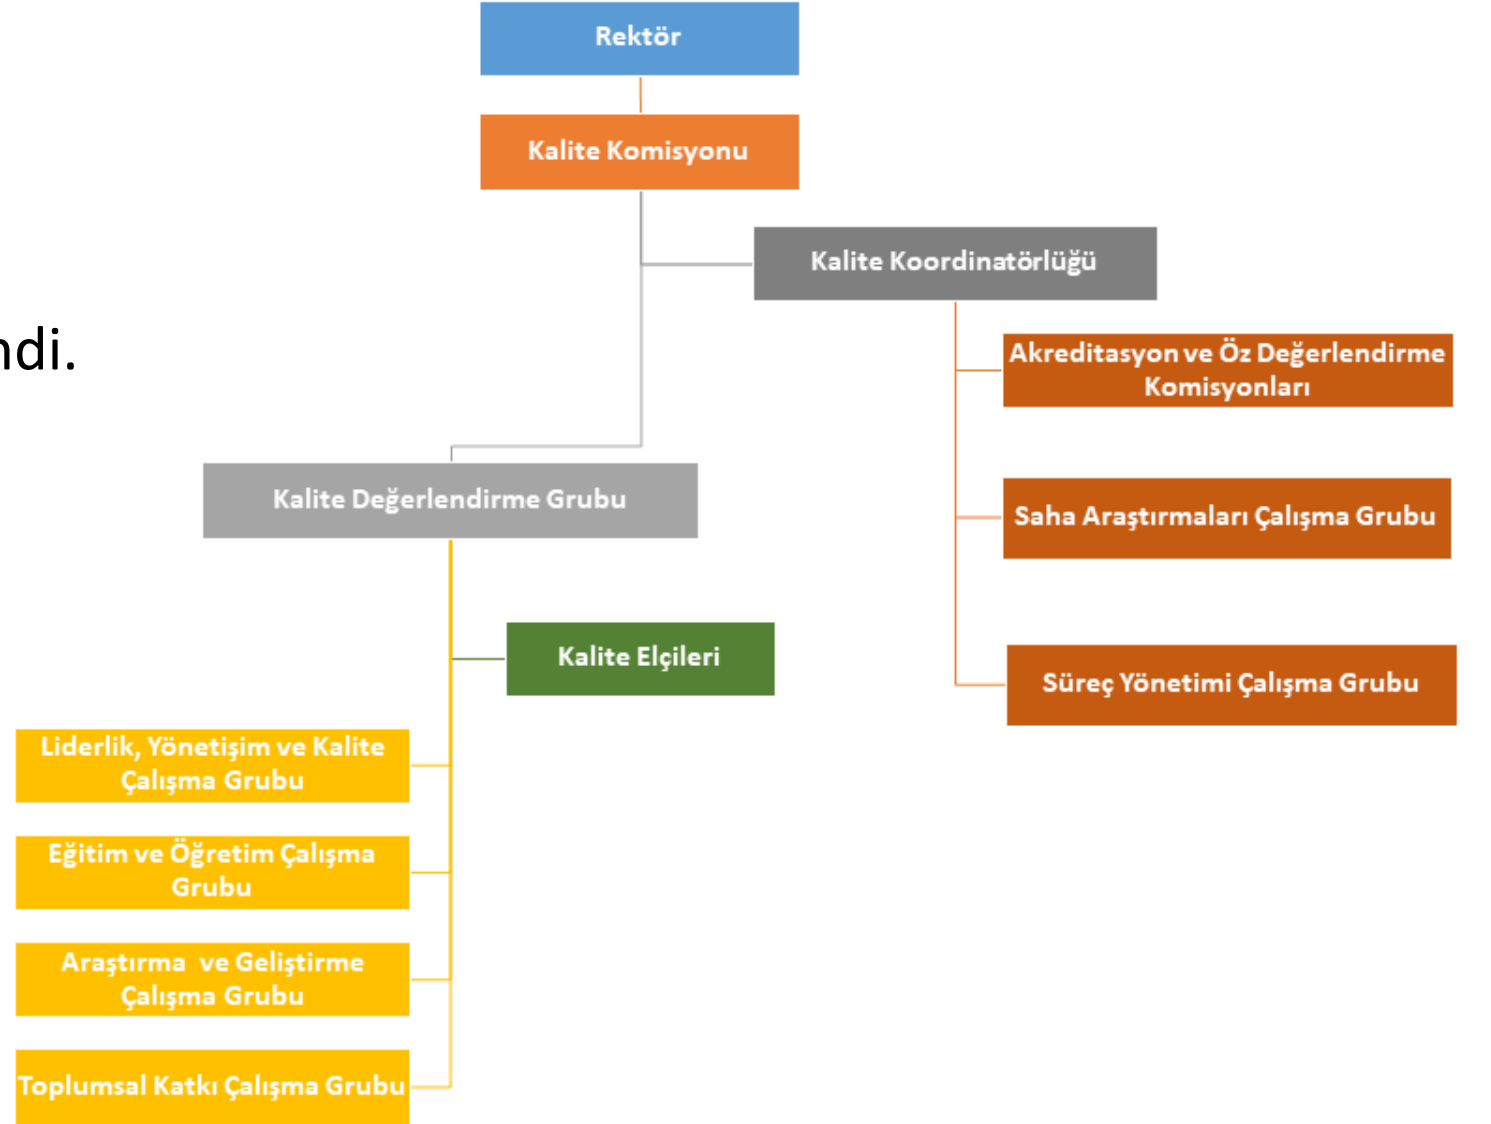 Rektör
Kalite Komisyonu
Kalite Koordinatörlüğü
Akreditasyon ve Öz Değerlendirme
Komisyonları
Saha Araştırmaları Çalışma Grubu
Süreç Yönetimi Çalışma Grubu
Kalite Değerlendirme Grubu
Kalite Elçileri
Liderlik, Yönetişim ve Kalite
Çalışma Grubu
Eğitim ve Öğretim Çalışma
Grubu
Araştırma  ve Geliştirme
Çalışma Grubu
Toplumsal Katkı Çalışma Grubu